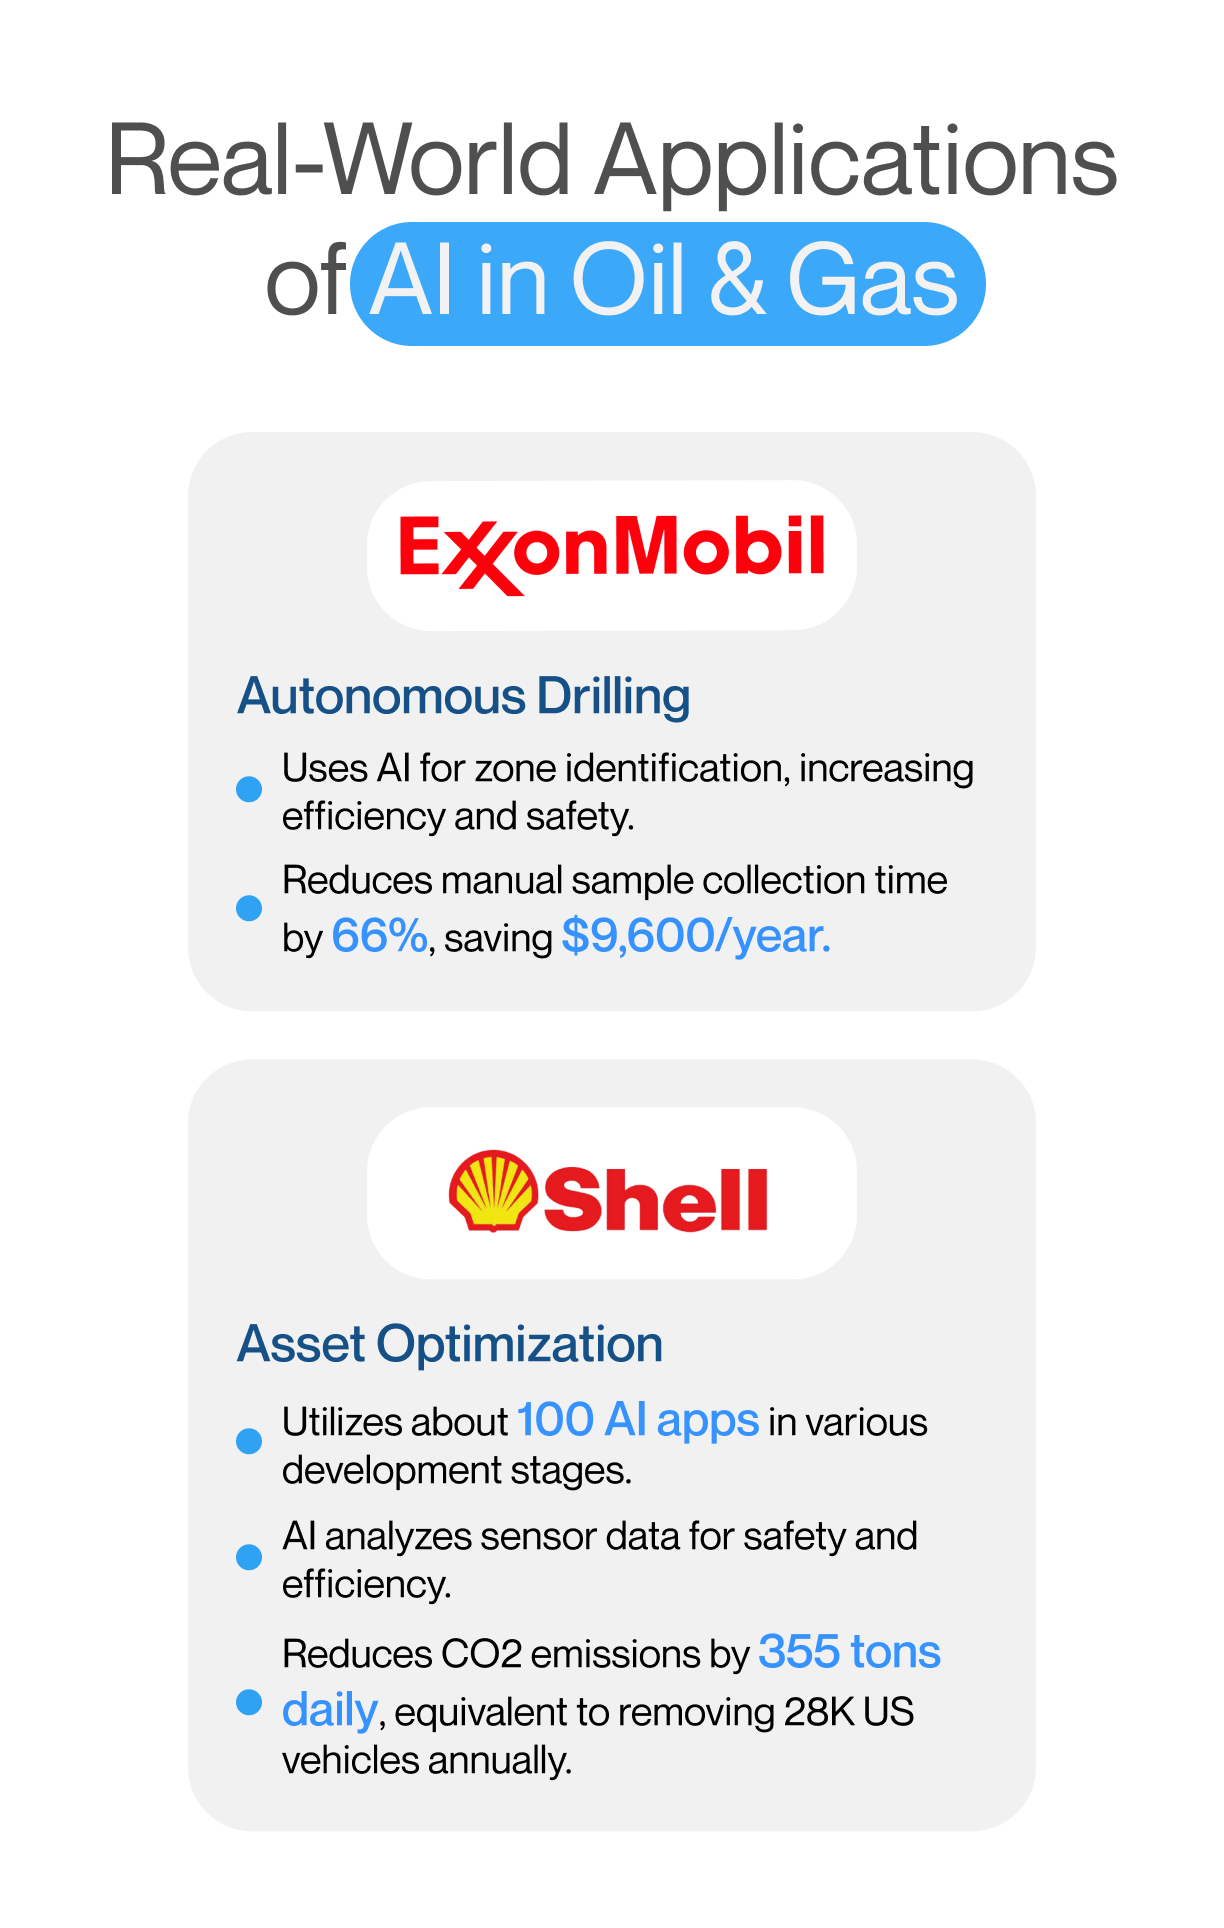 Real-World Applications
of AI in Oil & Gas
ExxonMobil
Autonomous Drilling
Uses AI for zone identification, increasing
efficiency and safety.
Reduces manual sample collection time
by 66%, saving $9,600/year.
Shell
Asset Optimization
Utilizes about 100 AI apps in various
development stages.
AI analyzes sensor data for safety and
efficiency.
Reduces CO2 emissions by 355 tons
daily, equivalent to removing 28K US
vehicles annually.